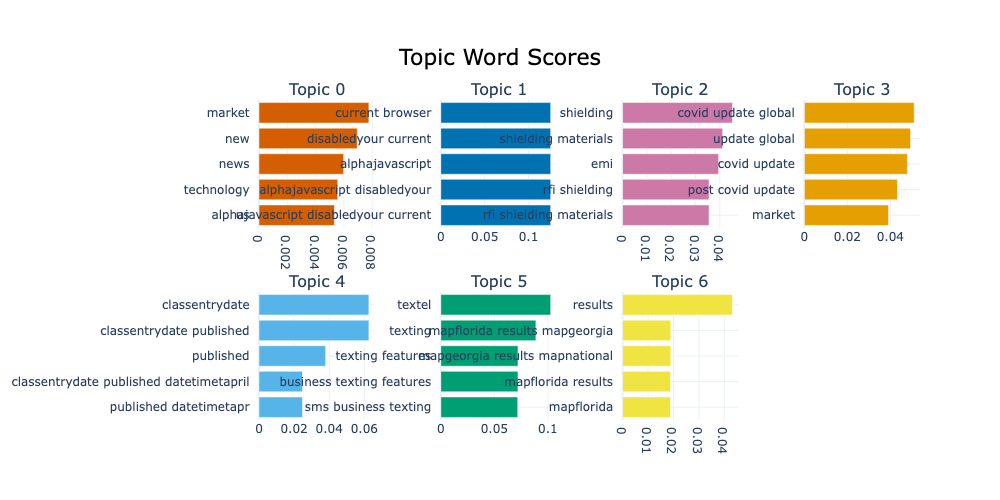 Topic Word Scores
Topic 0
market
new
news
technology
0
0.002
0.004
0.006
0.008
Topic 1
current browser
disabledyour current
alphajavascript
alphajavascript disabledyour
disabledyour current
0
0.05
0.1
Topic 2
shielding
shielding materials
emi
rfi shielding
rfi shielding materials
0
0.01
0.02
0.03
0.04
Topic 3
covid update global
update global
covid update
post covid update
market
0
0.02
0.04
Topic 4
classentrydate
classentrydate published
published
classentrydate published datetimetapril
published datetimetapr
0
0.02
0.04
0.06
Topic 5
textel
texting
texting features
business texting features
sms business texting
0
0.05
0.1
Topic 6
results
mapflorida results mapgeorgia
mapgeorgia results mapnational
mapflorida results
mapflorida
0
0.01
0.02
0.03
0.04